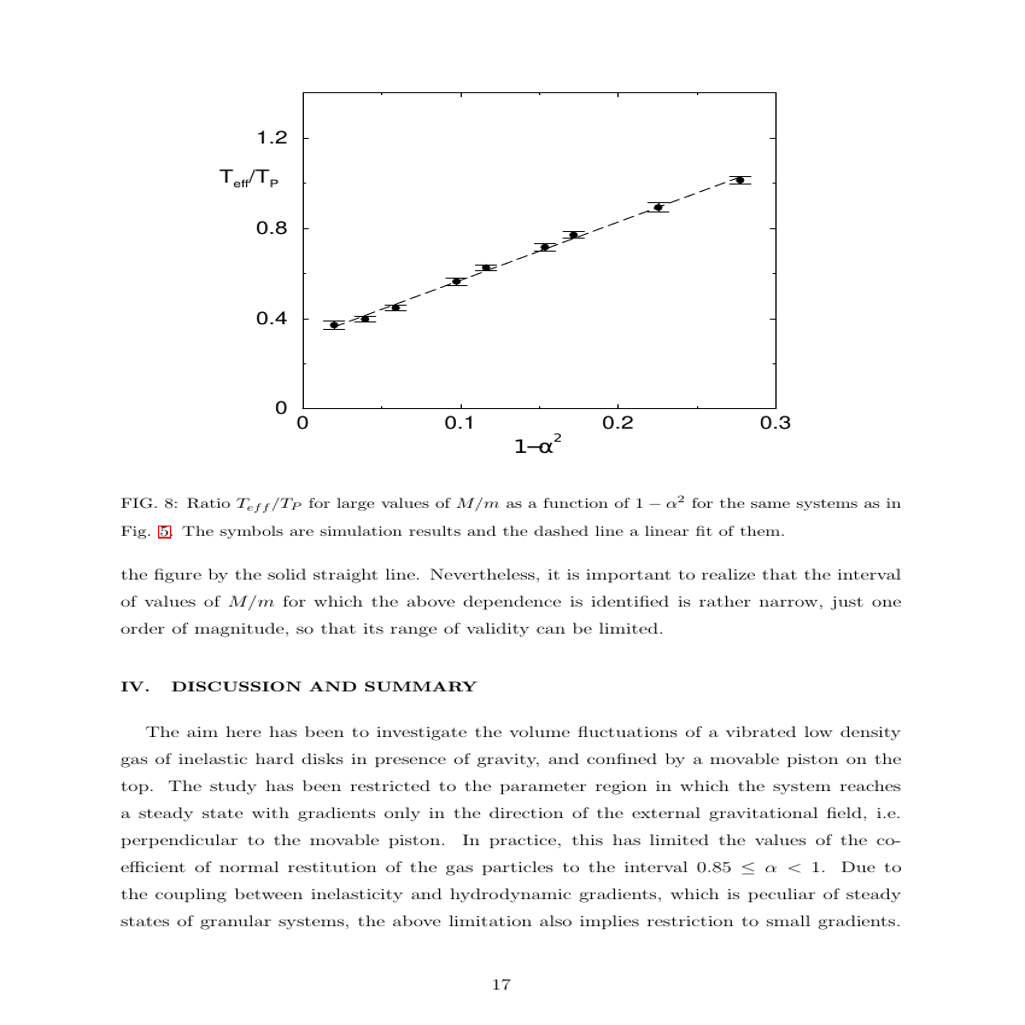 1.2
T_eff/T_P
0.8
0.4
0
0 0.1 0.2 0.3
1−α²
FIG. 8: Ratio T_eff/T_P for large values of M/m as a function of 1 − α² for the same systems as in
Fig. 5. The symbols are simulation results and the dashed line a linear fit of them.
the figure by the solid straight line. Nevertheless, it is important to realize that the interval
of values of M/m for which the above dependence is identified is rather narrow, just one
order of magnitude, so that its range of validity can be limited.
IV. DISCUSSION AND SUMMARY
The aim here has been to investigate the volume fluctuations of a vibrated low density
gas of inelastic hard disks in presence of gravity, and confined by a movable piston on the
top. The study has been restricted to the parameter region in which the system reaches
a steady state with gradients only in the direction of the external gravitational field, i.e.
perpendicular to the movable piston. In practice, this has limited the values of the co-
efficient of normal restitution of the gas particles to the interval 0.85 ≤ α < 1. Due to
the coupling between inelasticity and hydrodynamic gradients, which is peculiar of steady
states of granular systems, the above limitation also implies restriction to small gradients.
17